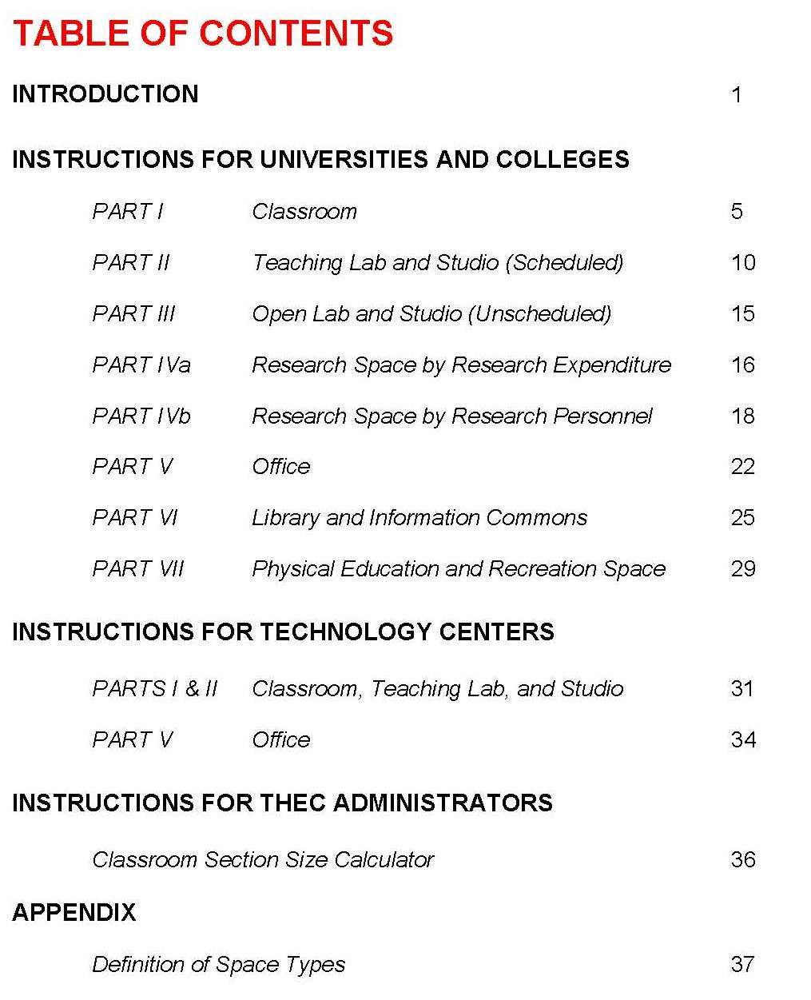 TABLE OF CONTENTS
INTRODUCTION 1
INSTRUCTIONS FOR UNIVERSITIES AND COLLEGES
PART I Classroom 5
PART II Teaching Lab and Studio (Scheduled) 10
PART III Open Lab and Studio (Unscheduled) 15
PART IVa Research Space by Research Expenditure 16
PART IVb Research Space by Research Personnel 18
PART V Office 22
PART VI Library and Information Commons 25
PART VII Physical Education and Recreation Space 29
INSTRUCTIONS FOR TECHNOLOGY CENTERS
PARTS I & II Classroom, Teaching Lab, and Studio 31
PART V Office 34
INSTRUCTIONS FOR THEC ADMINISTRATORS
Classroom Section Size Calculator 36
APPENDIX
Definition of Space Types 37